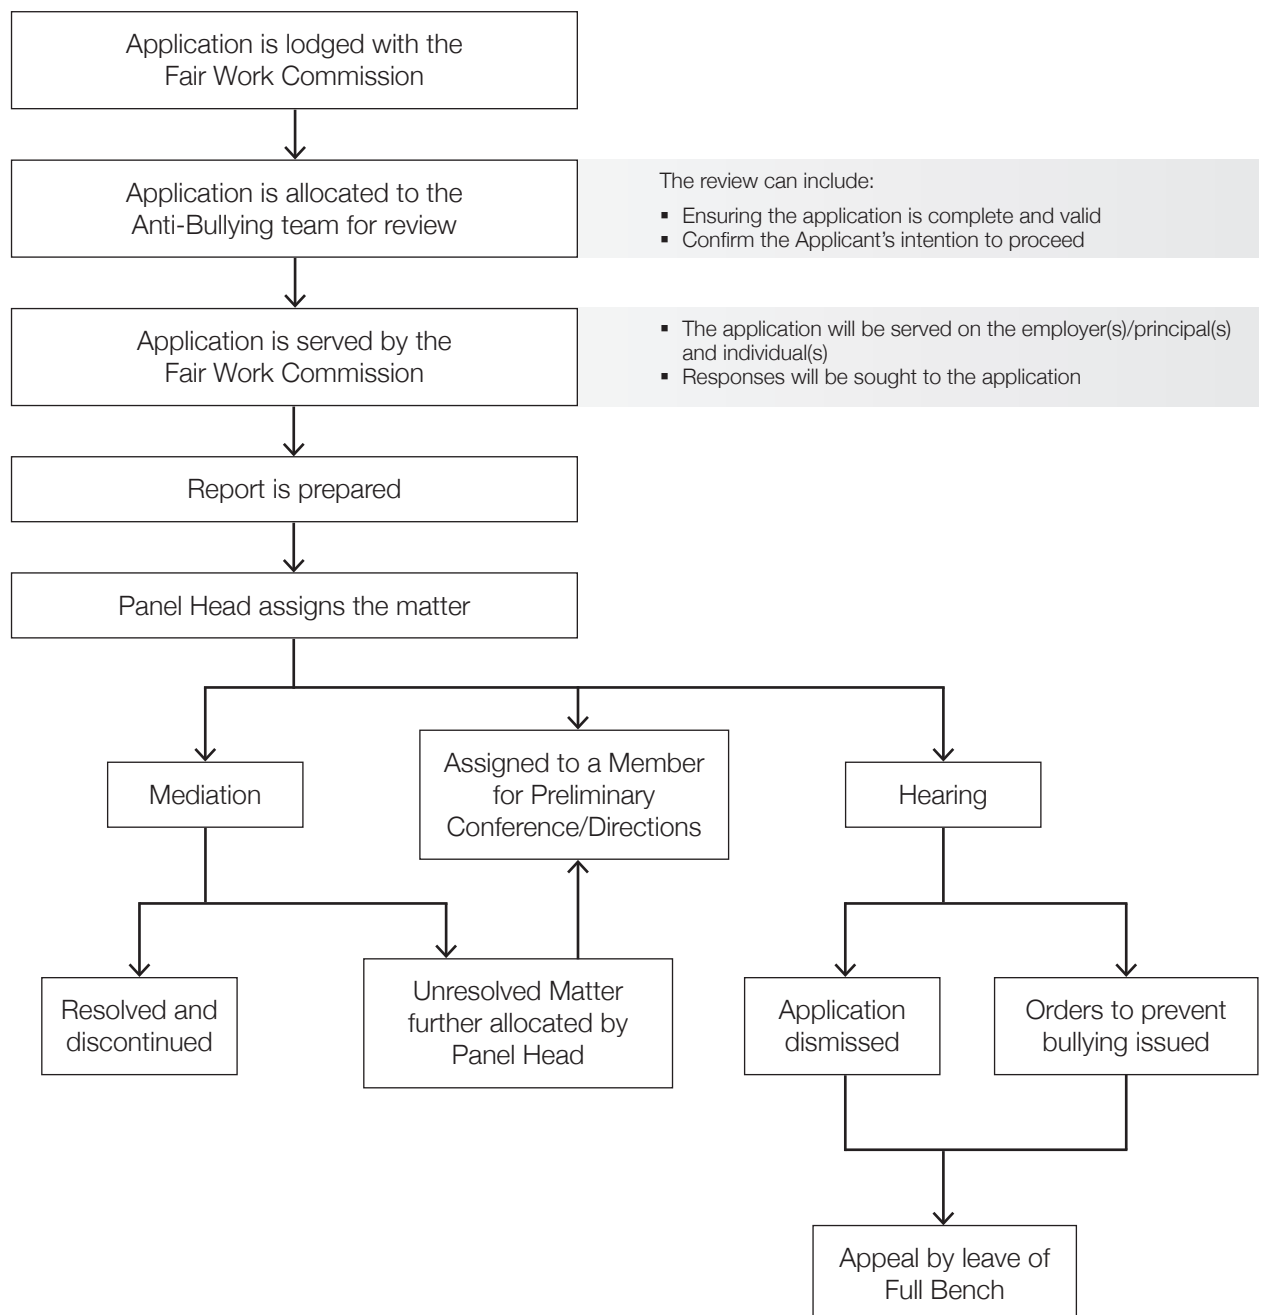 Application is lodged with the
Fair Work Commission
Application is allocated to the
Anti-Bullying team for review
The review can include:
▪ Ensuring the application is complete and valid
▪ Confirm the Applicant’s intention to proceed
Application is served by the
Fair Work Commission
▪ The application will be served on the employer(s)/principal(s)
and individual(s)
▪ Responses will be sought to the application
Report is prepared
Panel Head assigns the matter
Mediation
Assigned to a Member
for Preliminary
Conference/Directions
Hearing
Resolved and
discontinued
Unresolved Matter
further allocated by
Panel Head
Application
dismissed
Orders to prevent
bullying issued
Appeal by leave of
Full Bench